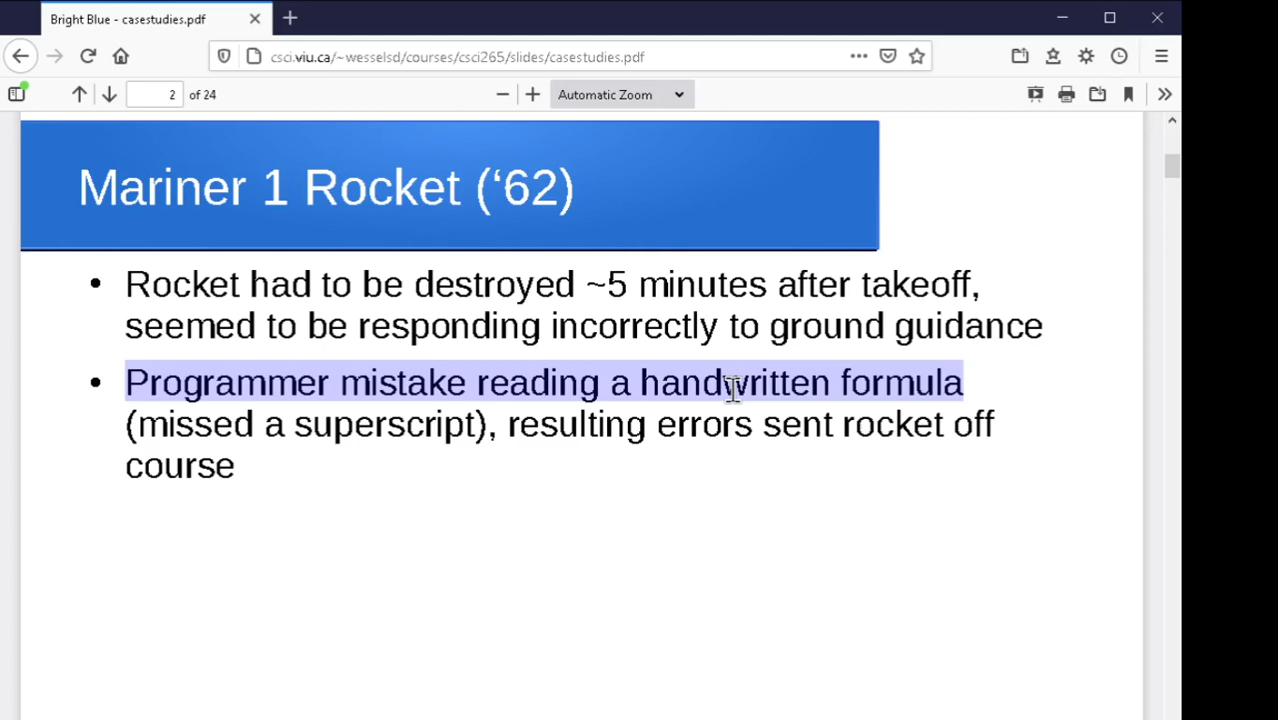 Bright Blue - casestudies.pdf
csci.viu.ca/~wesselsd/courses/csci265/slides/casestudies.pdf
2 of 24
Automatic Zoom
Mariner 1 Rocket (‘62)
• Rocket had to be destroyed ~5 minutes after takeoff,
seemed to be responding incorrectly to ground guidance
• Programmer mistake reading a handwritten formula
(missed a superscript), resulting errors sent rocket off
course